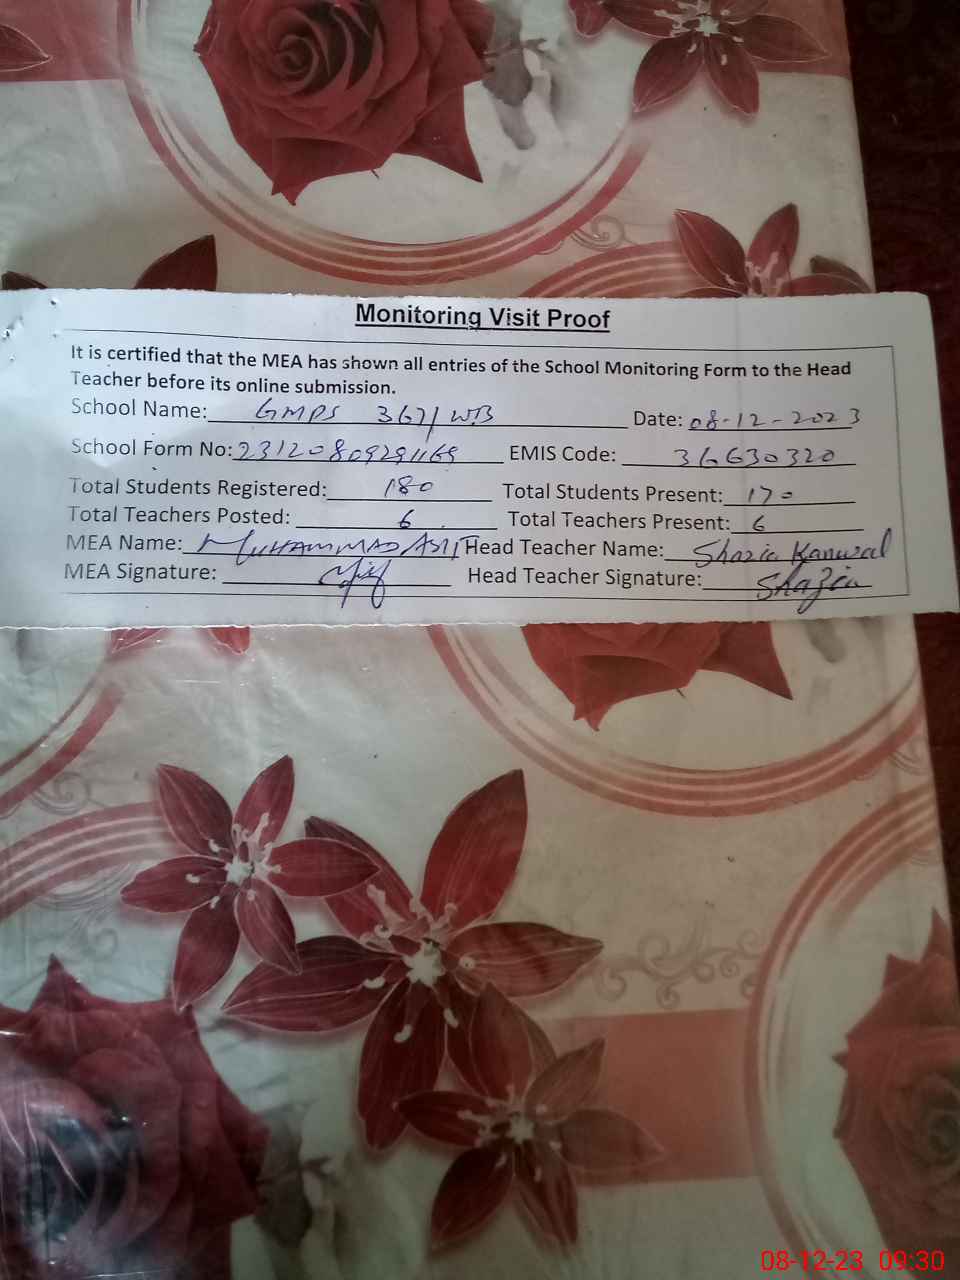 Monitoring Visit Proof
It is certified that the MEA has shown all entries of the School Monitoring Form to the Head
Teacher before its online submission.
School Name: GMPS 367/WB Date: 08-12-2023
School Form No: EMIS Code: 36630320
Total Students Registered: 180 Total Students Present: 170
Total Teachers Posted: 6 Total Teachers Present: 6
MEA Name: MUHAMMAD ASIF Head Teacher Name: Shazia Kanwal
MEA Signature: Head Teacher Signature: Shazia
08-12-23 09:30